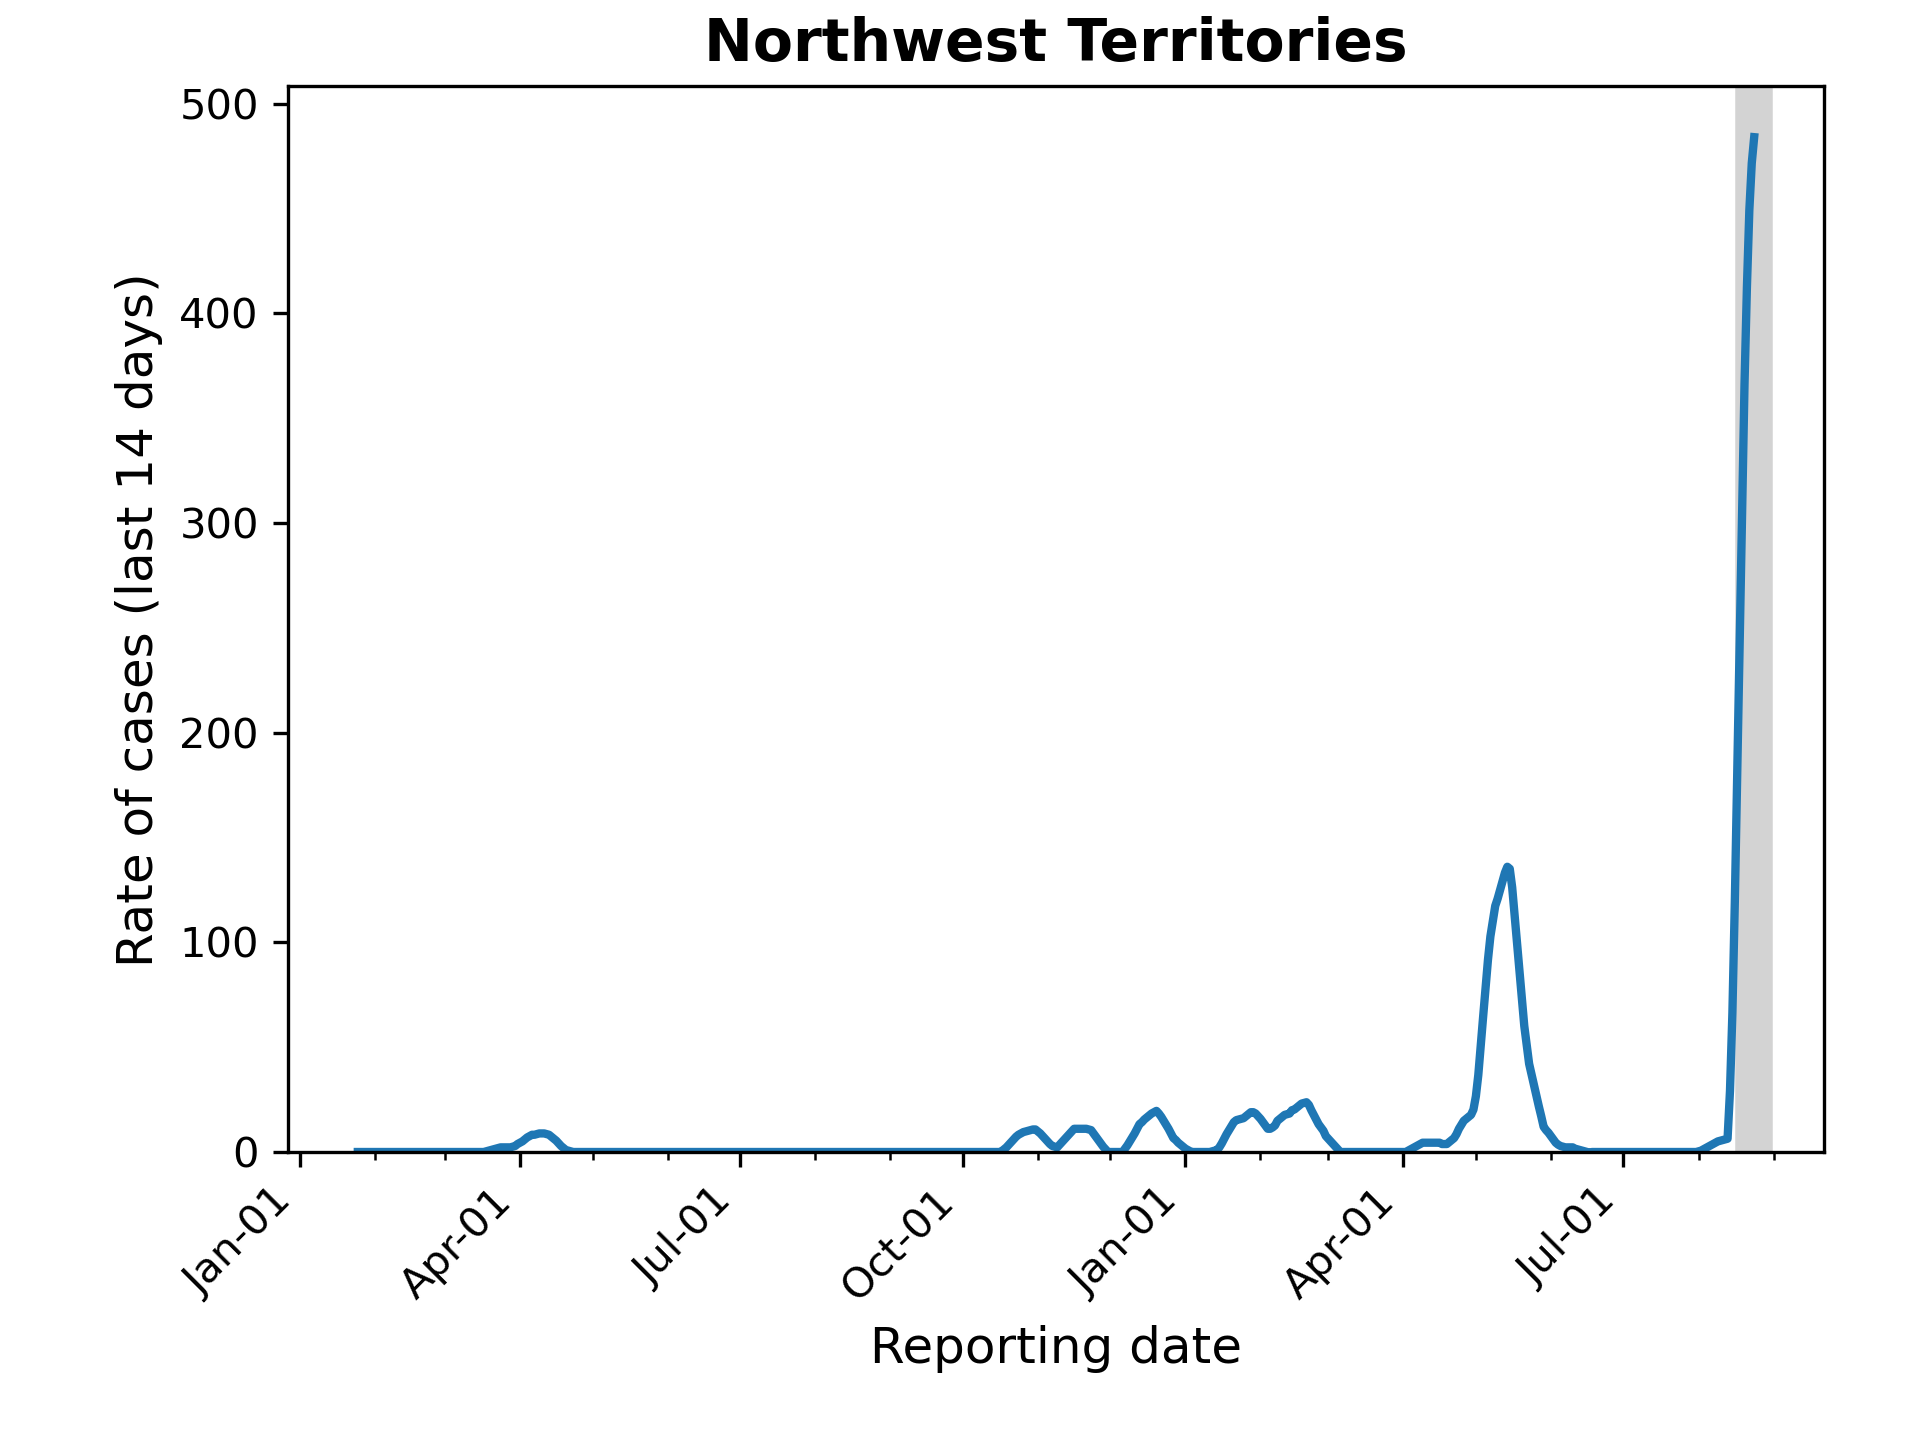 Northwest Territories
Rate of cases (last 14 days)
500
400
300
200
100
0
Jan-01
Apr-01
Jul-01
Oct-01
Jan-01
Apr-01
Jul-01
Reporting date